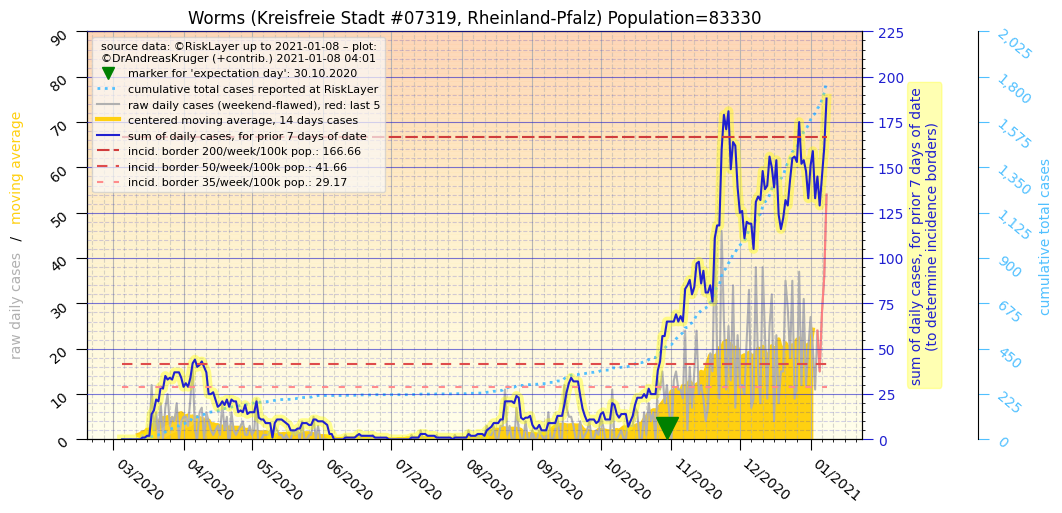 Worms (Kreisfreie Stadt #07319, Rheinland-Pfalz) Population=83330
source data: ©RiskLayer up to 2021-01-08 – plot:
©DrAndreasKruger (+contrib.) 2021-01-08 04:01
marker for 'expectation day': 30.10.2020
cumulative total cases reported at RiskLayer
raw daily cases (weekend-flawed), red: last 5
centered moving average, 14 days cases
sum of daily cases, for prior 7 days of date
incid. border 200/week/100k pop.: 166.66
incid. border 50/week/100k pop.: 41.66
incid. border 35/week/100k pop.: 29.17
raw daily cases / moving average
90
80
70
60
50
40
30
20
10
0
03/2020
04/2020
05/2020
06/2020
07/2020
08/2020
09/2020
10/2020
11/2020
12/2020
01/2021
225
200
175
150
125
100
75
50
25
0
sum of daily cases, for prior 7 days of date
(to determine incidence borders)
2,025
1,800
1,575
1,350
1,125
900
675
450
225
0
cumulative total cases